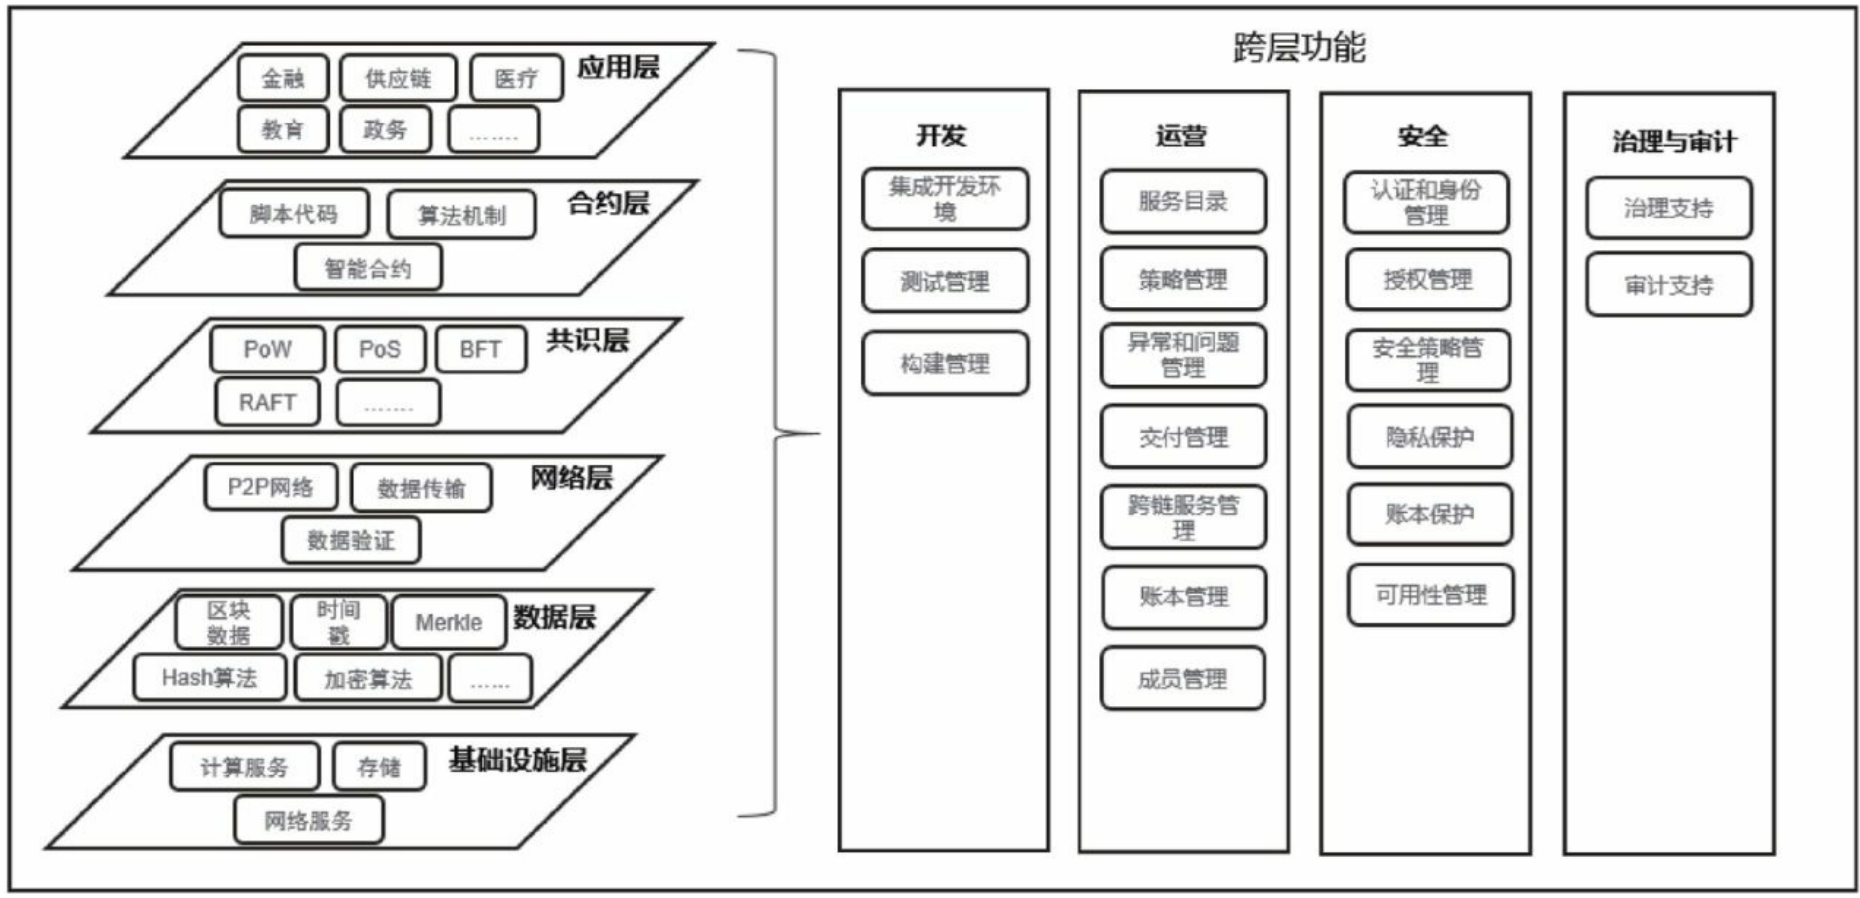 应用层
金融
供应链
医疗
教育
政务
.......
合约层
脚本代码
算法机制
智能合约
共识层
PoW
PoS
BFT
RAFT
.......
网络层
P2P网络
数据传输
数据验证
数据层
区块
数据
时间
戳
Merkle
Hash算法
加密算法
......
基础设施层
计算服务
存储
网络服务
跨层功能
开发
集成开发环
境
测试管理
构建管理
运营
服务目录
策略管理
异常和问题
管理
交付管理
跨链服务管
理
账本管理
成员管理
安全
认证和身份
管理
授权管理
安全策略管
理
隐私保护
账本保护
可用性管理
治理与审计
治理支持
审计支持